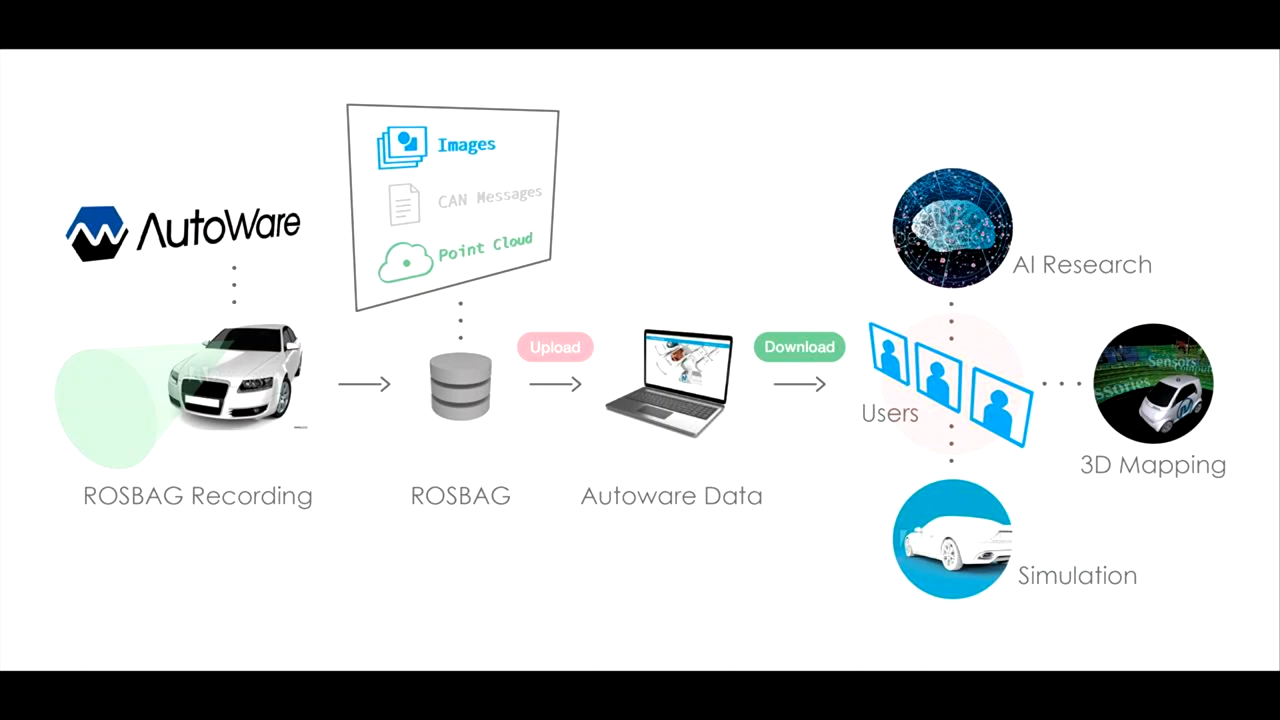 Images
CAN Messages
Point Cloud
AutoWare
AI Research
Upload
Download
Users
Sensors
3D Mapping
ROSBAG Recording
ROSBAG
Autoware Data
Simulation